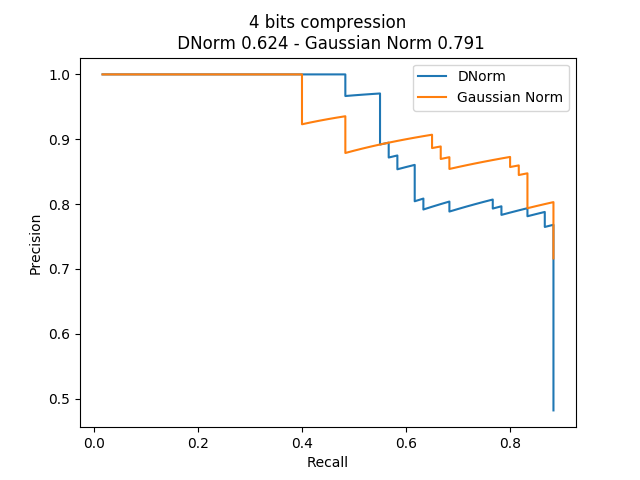 4 bits compression
DNorm 0.624 - Gaussian Norm 0.791
DNorm
Gaussian Norm
1.0
0.9
0.8
0.7
0.6
0.5
Precision
0.0 0.2 0.4 0.6 0.8
Recall